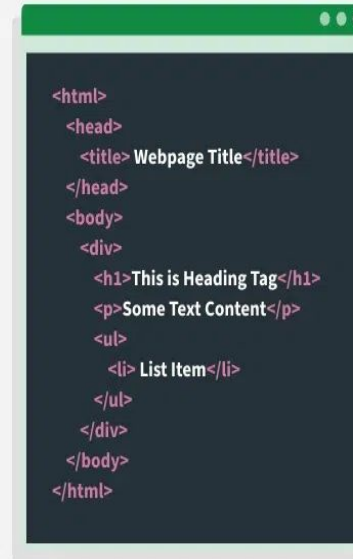 <html>
<head>
<title> Webpage Title</title>
</head>
<body>
<div>
<h1>This is Heading Tag</h1>
<p>Some Text Content</p>
<ul>
<li> List Item</li>
</ul>
</div>
</body>
</html>